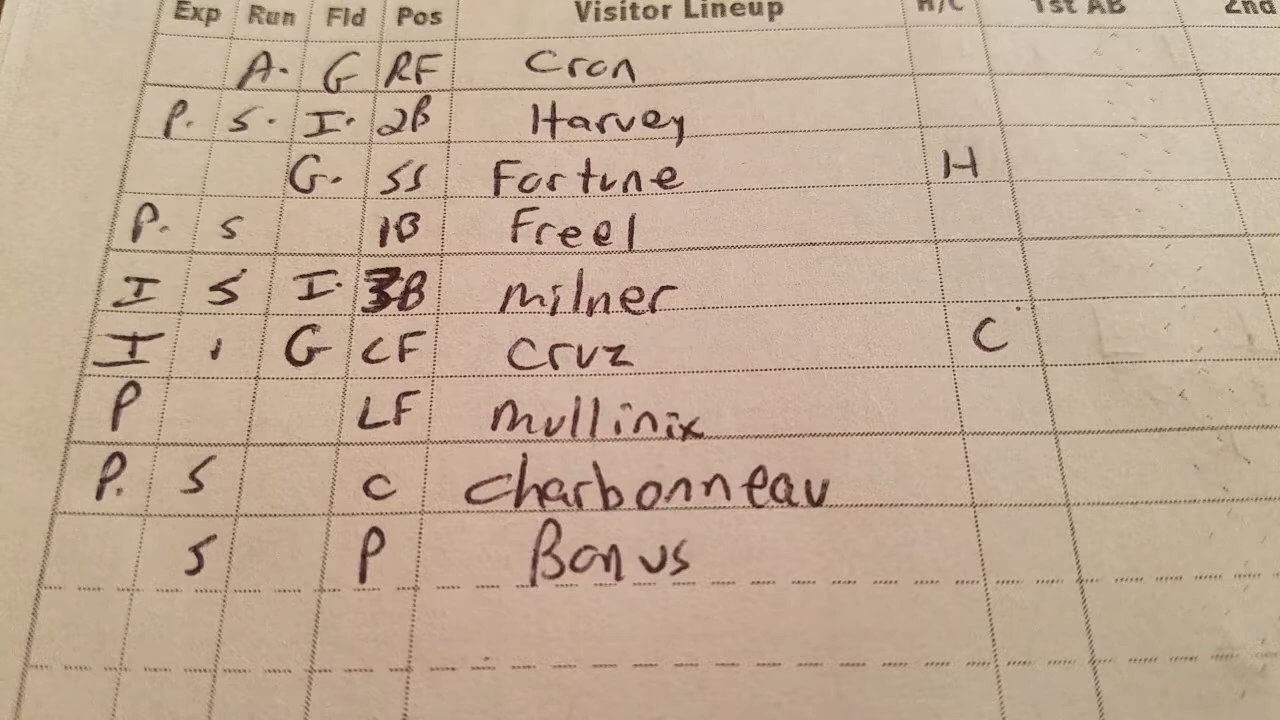 Exp Run Fld Pos Visitor Lineup H/C 1st AB 2nd
A. G RF Cron
P. S. I. 2B Harvey
G. SS Fortune H
P. S 1B Freel
I S I. 3B Milner
I G CF Cruz C
P LF Mullinix
P. S C Charbonneau
S P Bonus